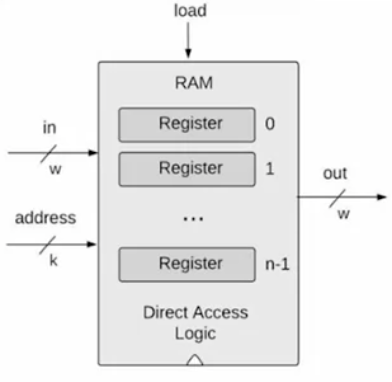 load
RAM
Register 0
in
w
Register 1
address
k
...
out
w
Register n-1
Direct Access
Logic